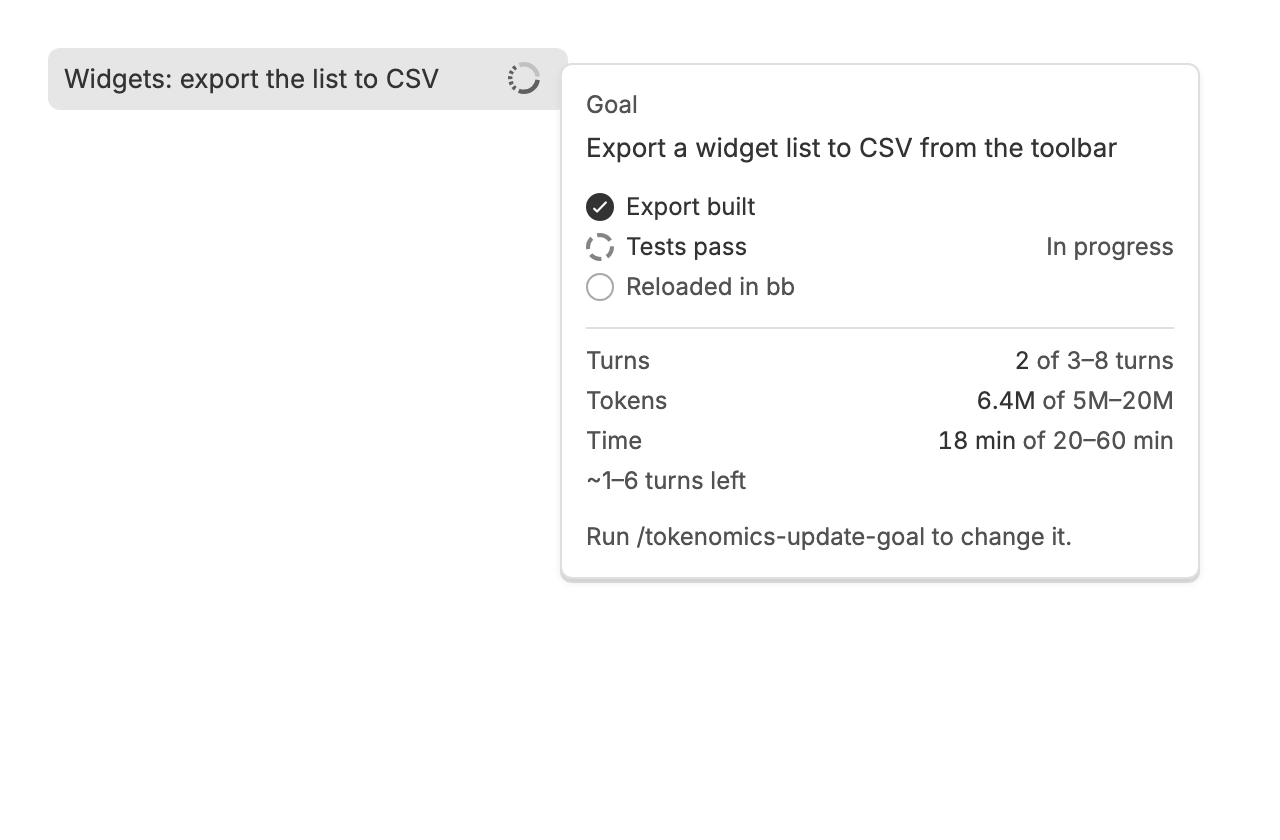 Widgets: export the list to CSV
Goal
Export a widget list to CSV from the toolbar
Export built
Tests pass In progress
Reloaded in bb
Turns 2 of 3–8 turns
Tokens 6.4M of 5M–20M
Time 18 min of 20–60 min
~1–6 turns left
Run /tokenomics-update-goal to change it.